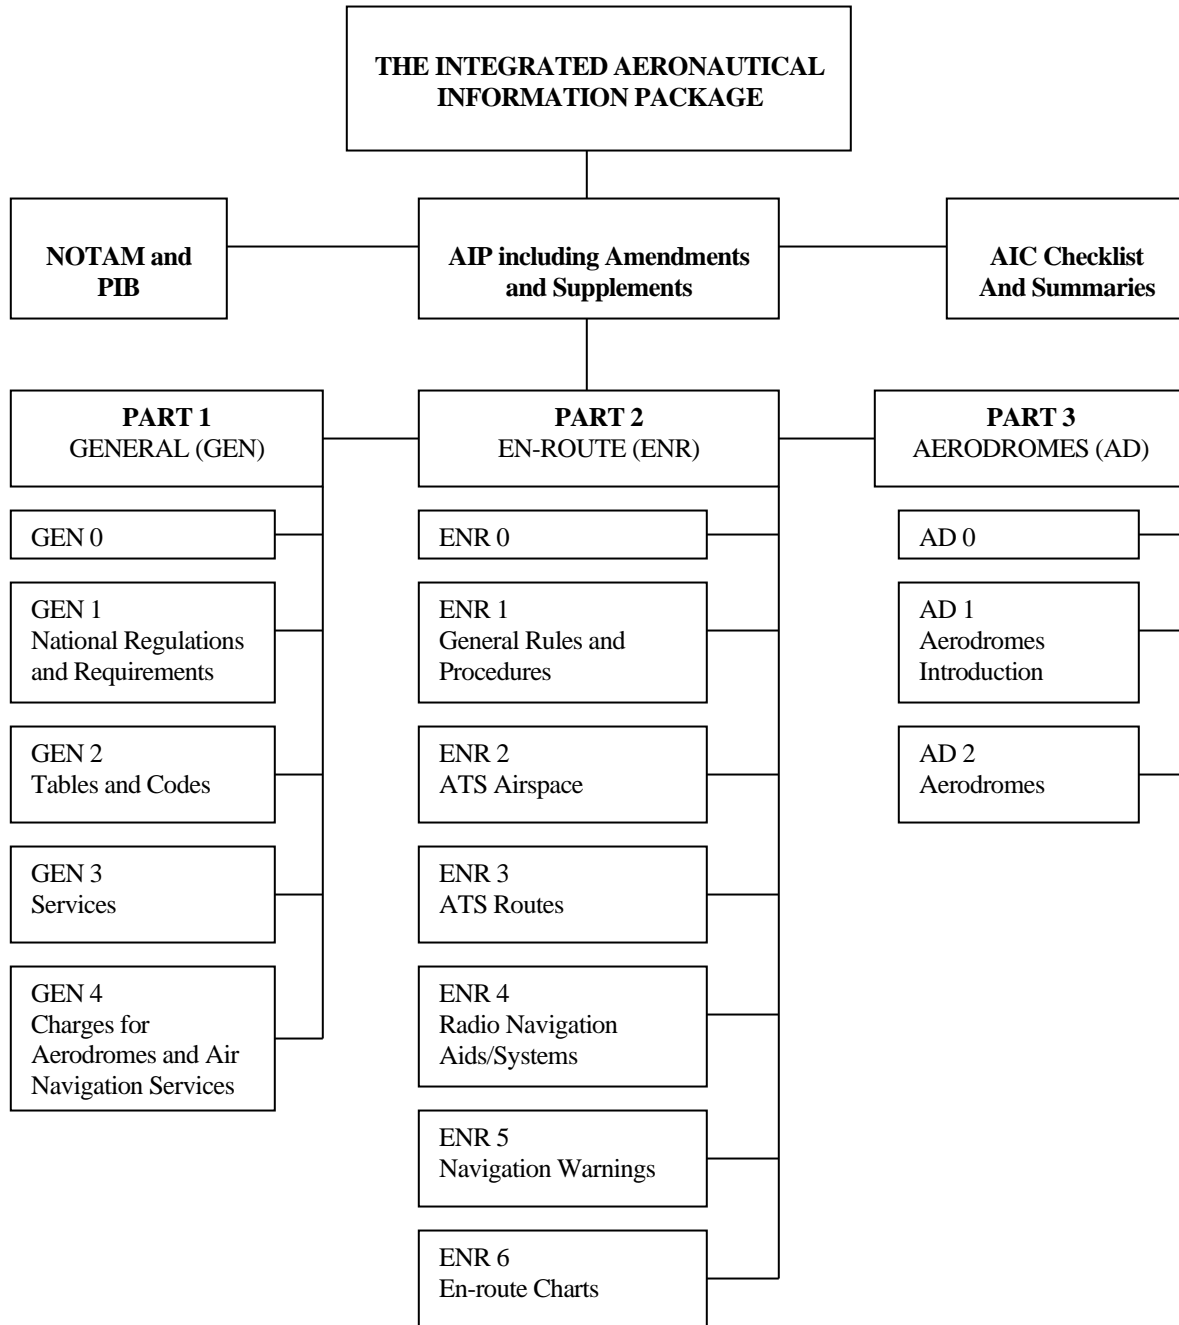 THE INTEGRATED AERONAUTICAL
INFORMATION PACKAGE
NOTAM and
PIB
AIP including Amendments
and Supplements
AIC Checklist
And Summaries
PART 1
GENERAL (GEN)
PART 2
EN-ROUTE (ENR)
PART 3
AERODROMES (AD)
GEN 0
GEN 1
National Regulations
and Requirements
GEN 2
Tables and Codes
GEN 3
Services
GEN 4
Charges for
Aerodromes and Air
Navigation Services
ENR 0
ENR 1
General Rules and
Procedures
ENR 2
ATS Airspace
ENR 3
ATS Routes
ENR 4
Radio Navigation
Aids/Systems
ENR 5
Navigation Warnings
ENR 6
En-route Charts
AD 0
AD 1
Aerodromes
Introduction
AD 2
Aerodromes